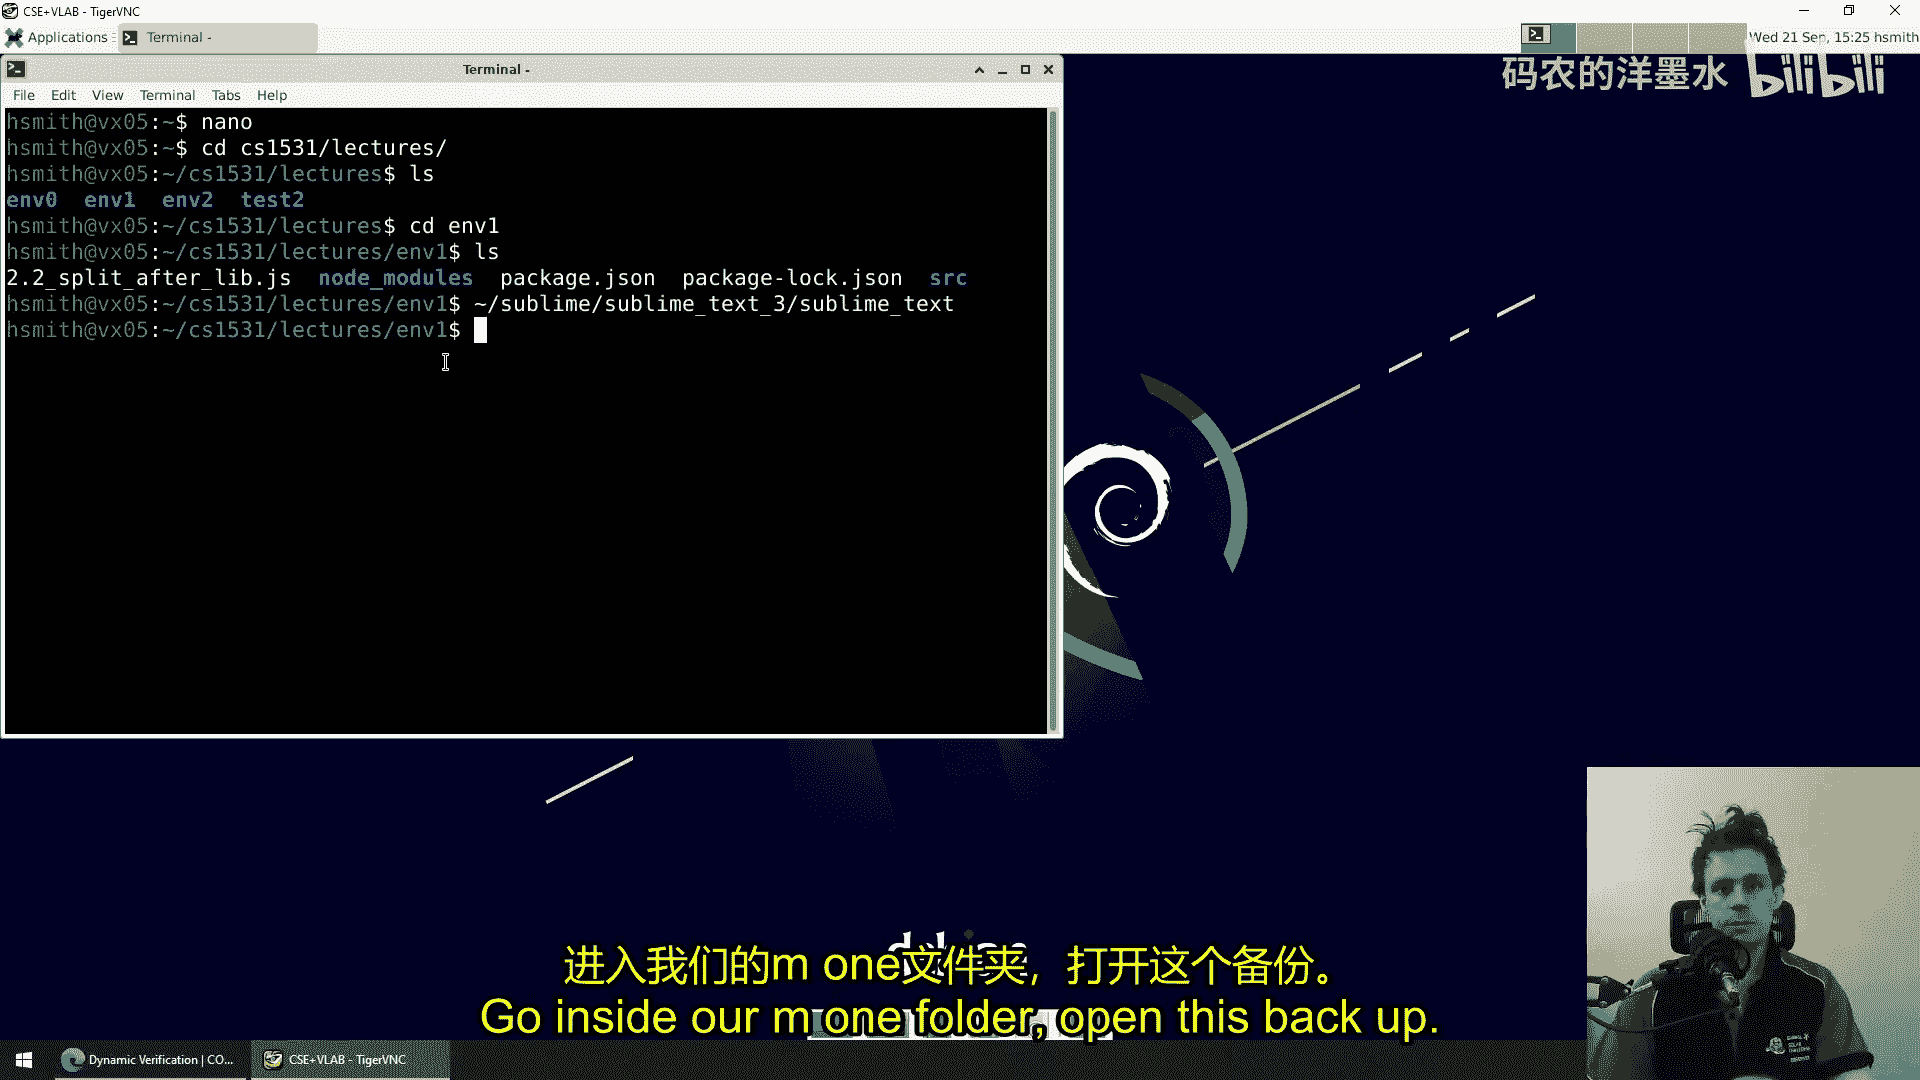 CSE+VLAB - TigerVNC
Applications
Terminal -
Wed 21 Sep, 15:25 hsmith
码农的洋墨水 bilibili
Terminal -
File Edit View Terminal Tabs Help
hsmith@vx05:~$ nano
hsmith@vx05:~$ cd cs1531/lectures/
hsmith@vx05:~/cs1531/lectures$ ls
env0 env1 env2 test2
hsmith@vx05:~/cs1531/lectures$ cd env1
hsmith@vx05:~/cs1531/lectures/env1$ ls
2.2_split_after_lib.js node_modules package.json package-lock.json src
hsmith@vx05:~/cs1531/lectures/env1$ ~/sublime/sublime_text_3/sublime_text
hsmith@vx05:~/cs1531/lectures/env1$
debian
进入我们的m one文件夹，打开这个备份。
Go inside our m one folder, open this back up.
Dynamic Verification | CO...
CSE+VLAB - TigerVNC